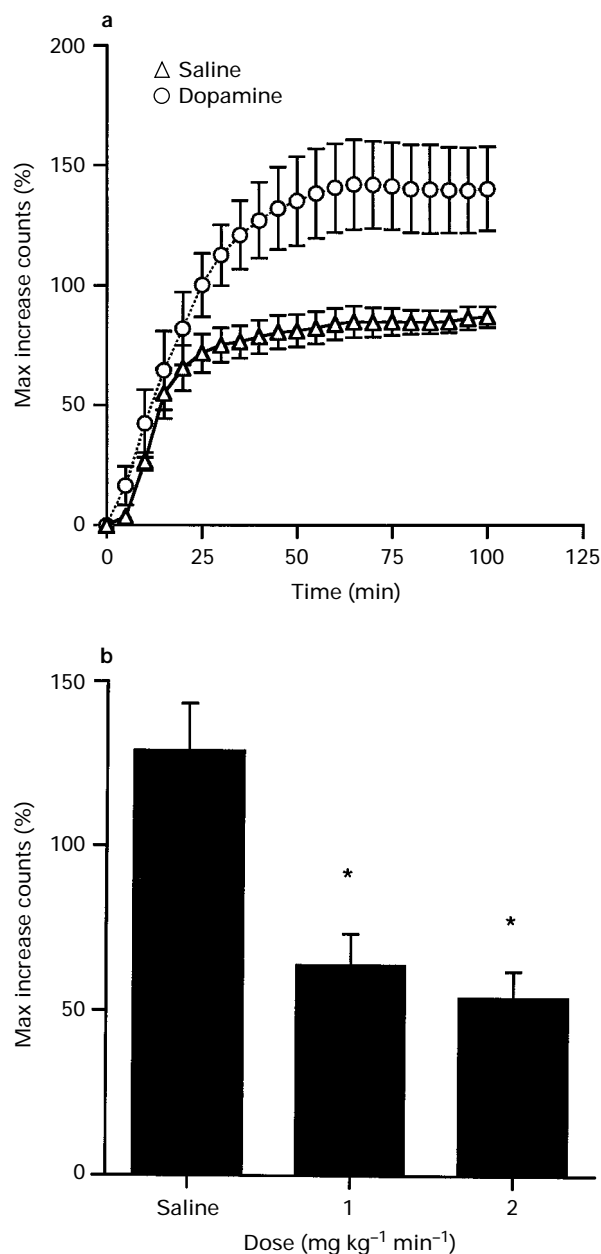 a
200
△ Saline
○ Dopamine
150
100
50
0
0 25 50 75 100 125
Time (min)
Max increase counts (%)
b
150
100
50
0
* *
Saline 1 2
Dose (mg kg⁻¹ min⁻¹)
Max increase counts (%)